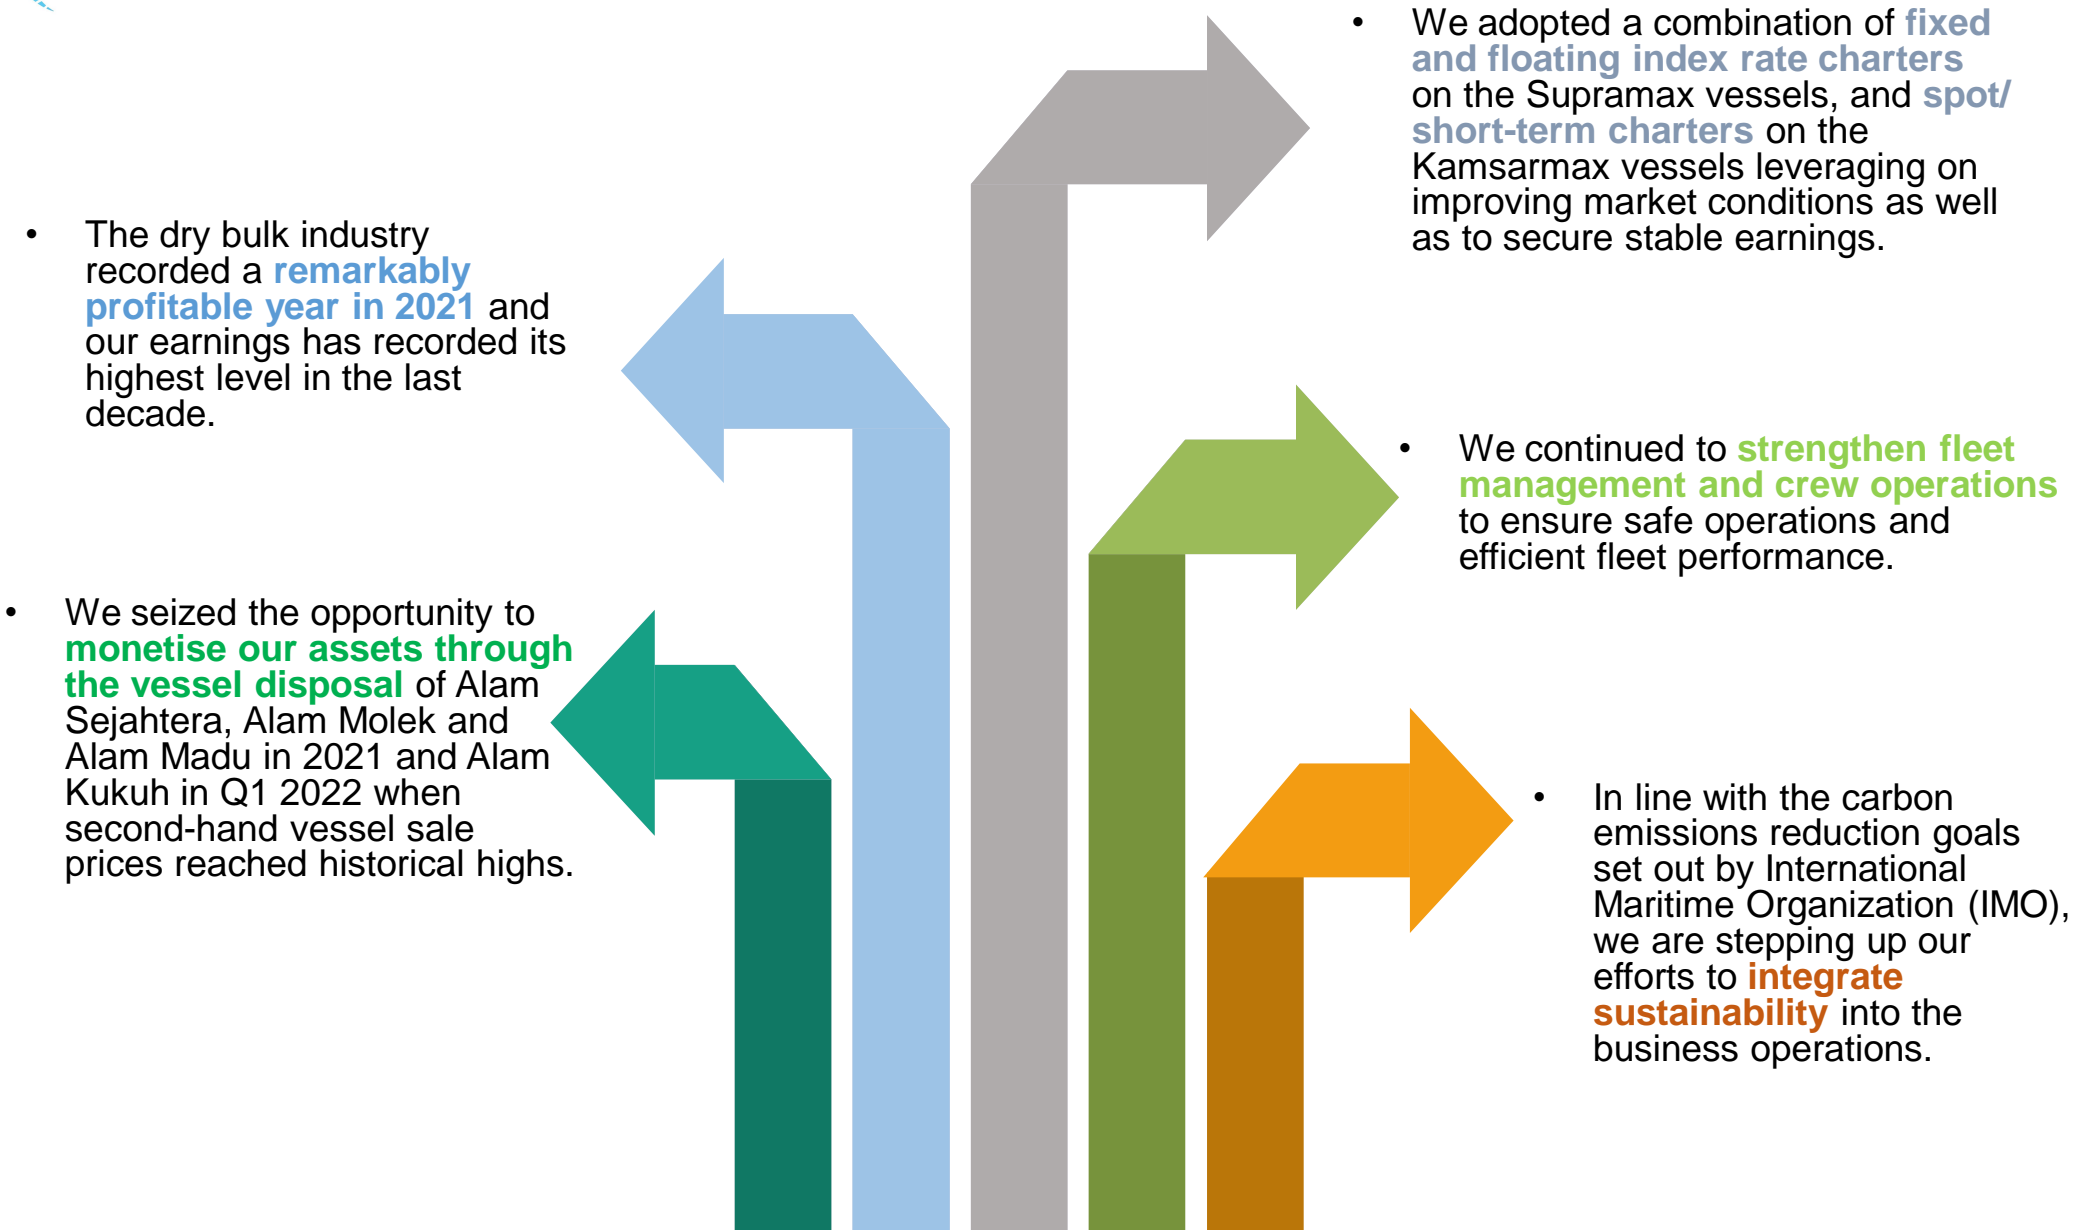 • The dry bulk industry
recorded a remarkably
profitable year in 2021 and
our earnings has recorded its
highest level in the last
decade.
• We seized the opportunity to
monetise our assets through
the vessel disposal of Alam
Sejahtera, Alam Molek and
Alam Madu in 2021 and Alam
Kukuh in Q1 2022 when
second-hand vessel sale
prices reached historical highs.
• We adopted a combination of fixed
and floating index rate charters
on the Supramax vessels, and spot/
short-term charters on the
Kamsarmax vessels leveraging on
improving market conditions as well
as to secure stable earnings.
• We continued to strengthen fleet
management and crew operations
to ensure safe operations and
efficient fleet performance.
• In line with the carbon
emissions reduction goals
set out by International
Maritime Organization (IMO),
we are stepping up our
efforts to integrate
sustainability into the
business operations.